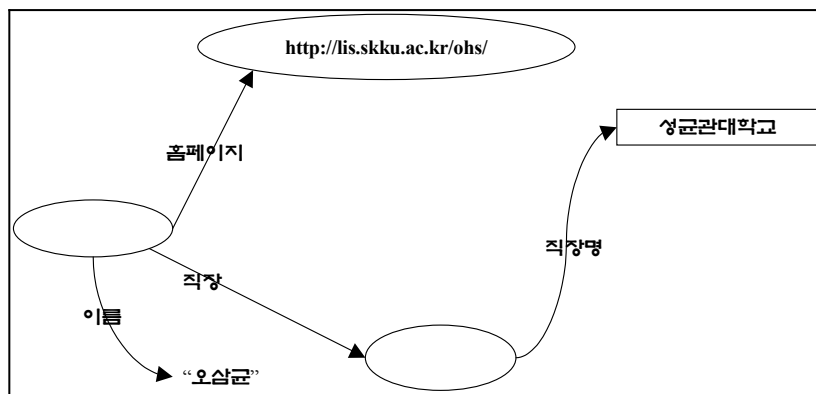 http://lis.skku.ac.kr/ohs/
성균관대학교
홈페이지
직장명
직장
이름
“오삼균”